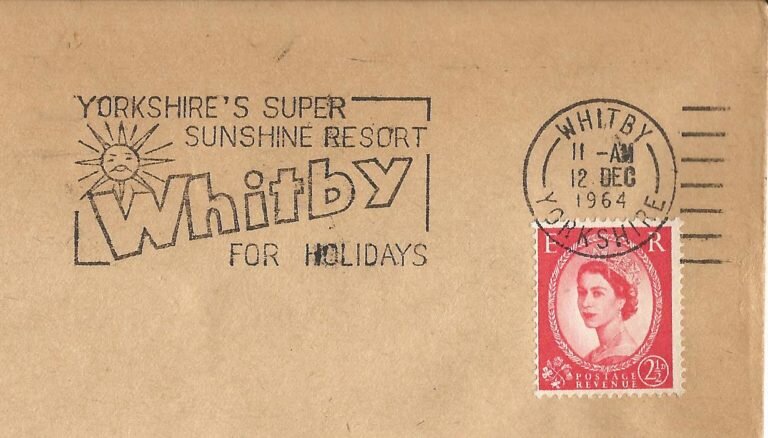 YORKSHIRE'S SUPER
SUNSHINE RESORT
Whitby
FOR HOLIDAYS
WHITBY
11 - AM
12 DEC
1964
YORKSHIRE
E R
POSTAGE
REVENUE
2½D